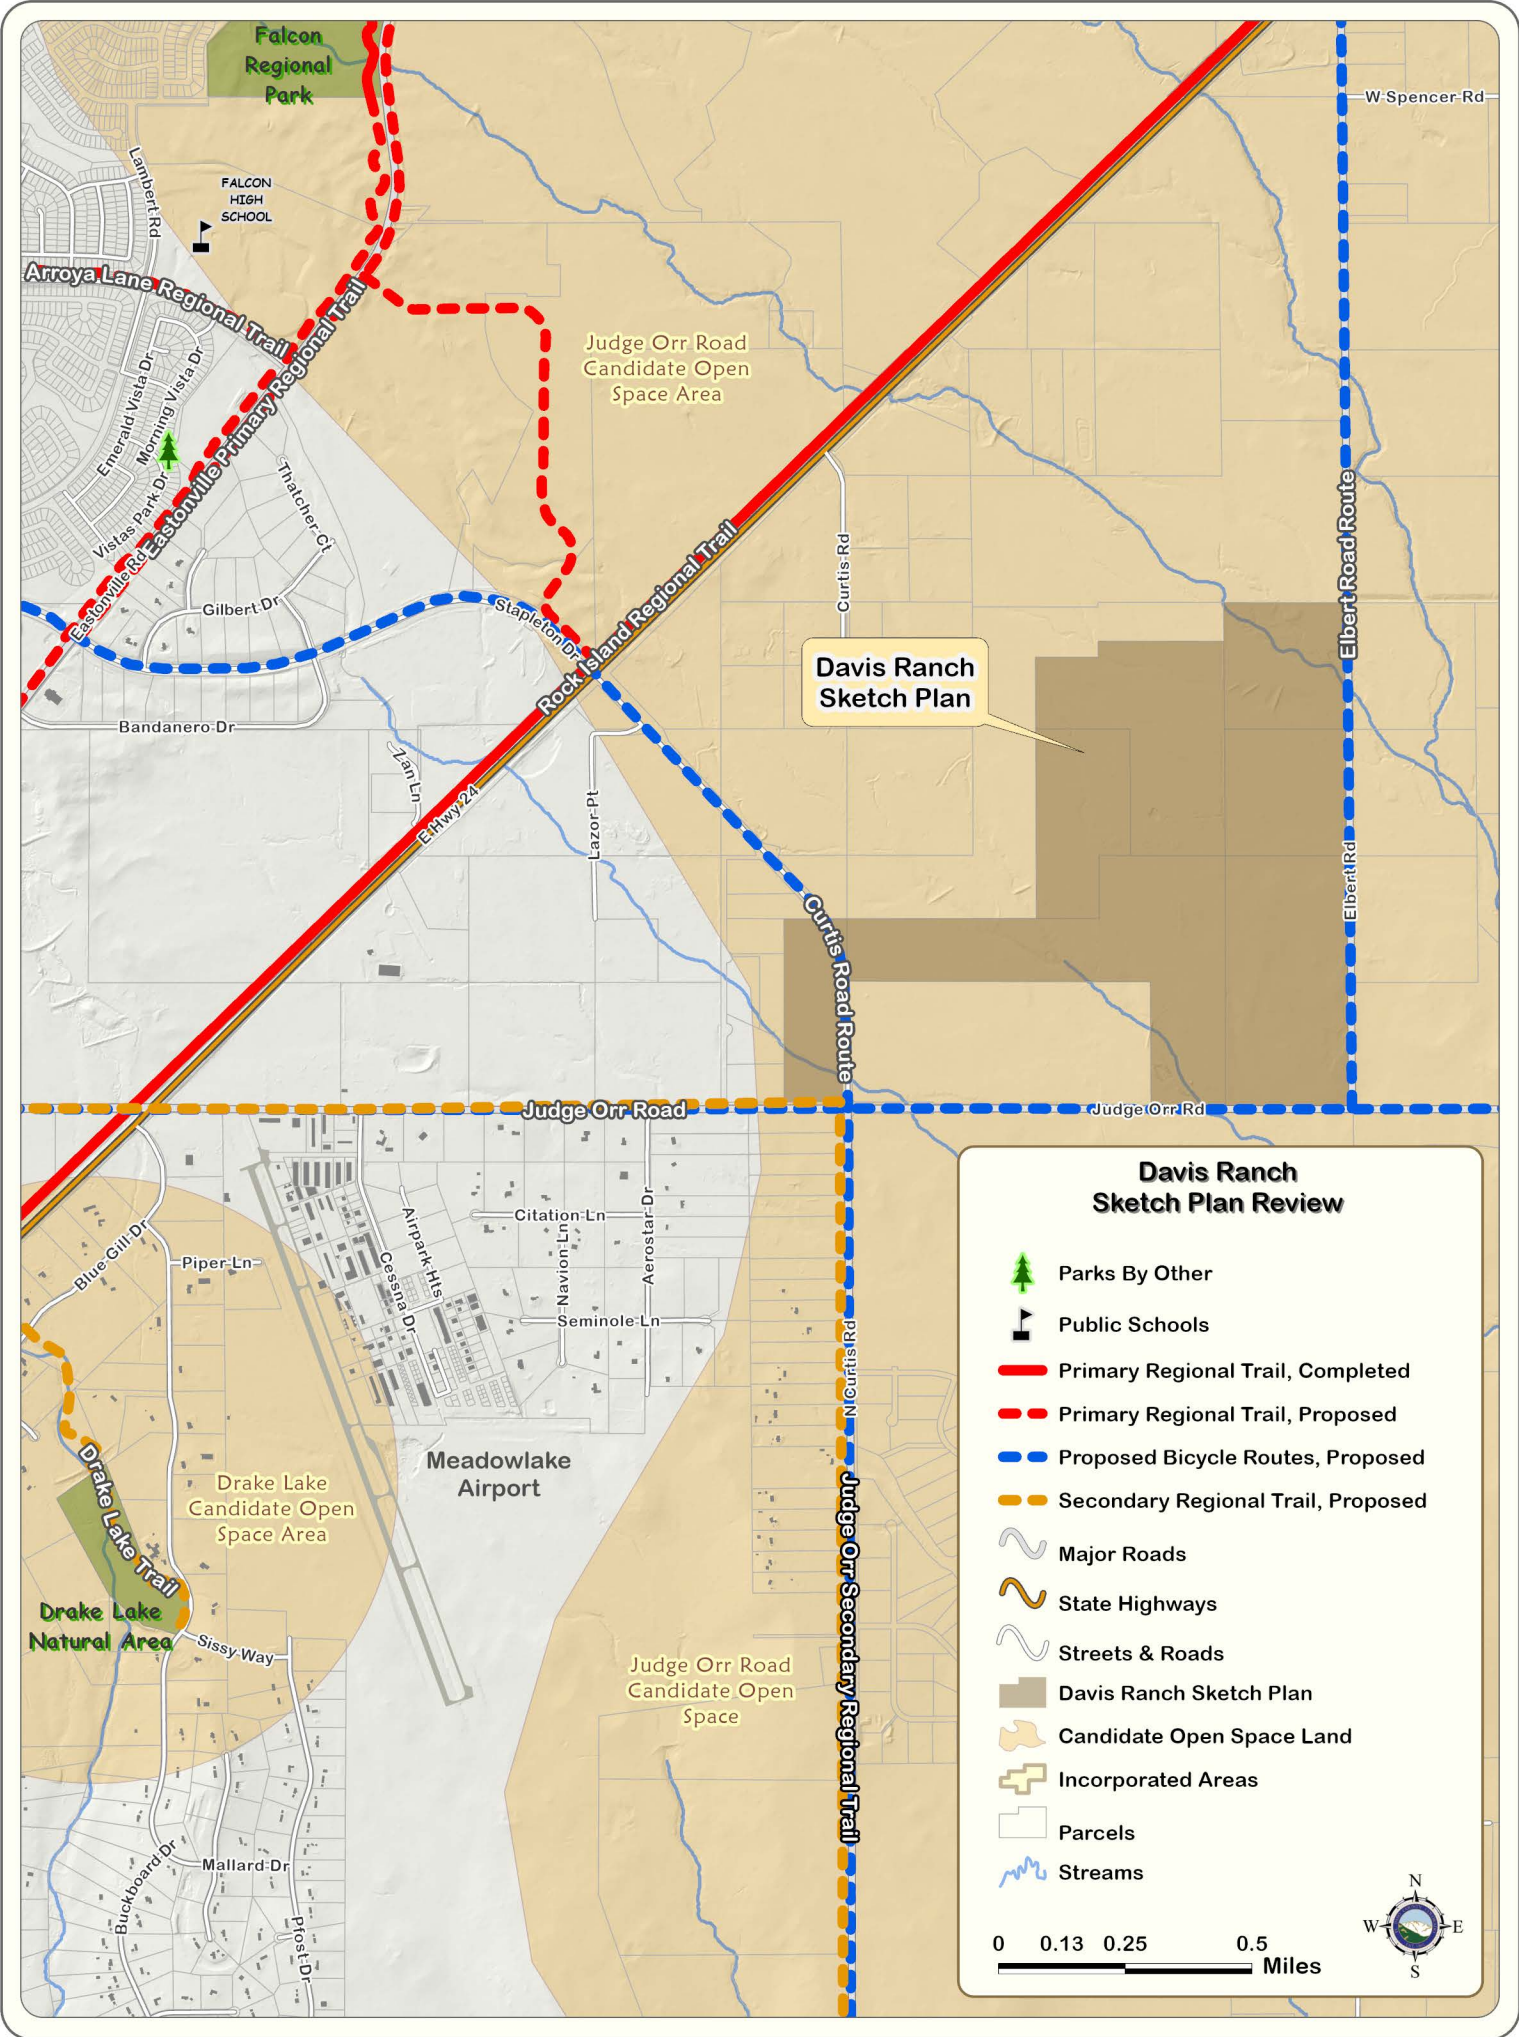 Falcon
Regional
Park
W Spencer Rd
Lambert Rd
FALCON
HIGH
SCHOOL
Arroya Lane Regional Trail
Eastonville Primary Regional Trail
Judge Orr Road
Candidate Open
Space Area
Emerald Vista Dr
Morning Vista Dr
Vistas Park Dr
Thatcher Ct
Eastonville Rd
Gilbert Dr
Stapleton Dr
Rock Island Regional Trail
Curtis Rd
Elbert Road Route
Davis Ranch
Sketch Plan
Bandanero Dr
Zan Ln
E Hwy 24
Lazor Pt
Elbert Rd
Curtis Road Route
Judge Orr Road
Judge Orr Rd
Blue Gill Dr
Piper Ln
Airpark Hts
Cessna Dr
Citation Ln
Navion Ln
Aerostar Dr
Seminole Ln
N Curtis Rd
Meadowlake
Airport
Drake Lake
Candidate Open
Space Area
Drake Lake Trail
Drake Lake
Natural Area
Sissy Way
Judge Orr Road
Candidate Open
Space
Judge Orr Secondary Regional Trail
Mallard Dr
Buckboard Dr
Pfost Dr
Davis Ranch
Sketch Plan Review
Parks By Other
Public Schools
Primary Regional Trail, Completed
Primary Regional Trail, Proposed
Proposed Bicycle Routes, Proposed
Secondary Regional Trail, Proposed
Major Roads
State Highways
Streets & Roads
Davis Ranch Sketch Plan
Candidate Open Space Land
Incorporated Areas
Parcels
Streams
N
W E
S
0 0.13 0.25 0.5
Miles